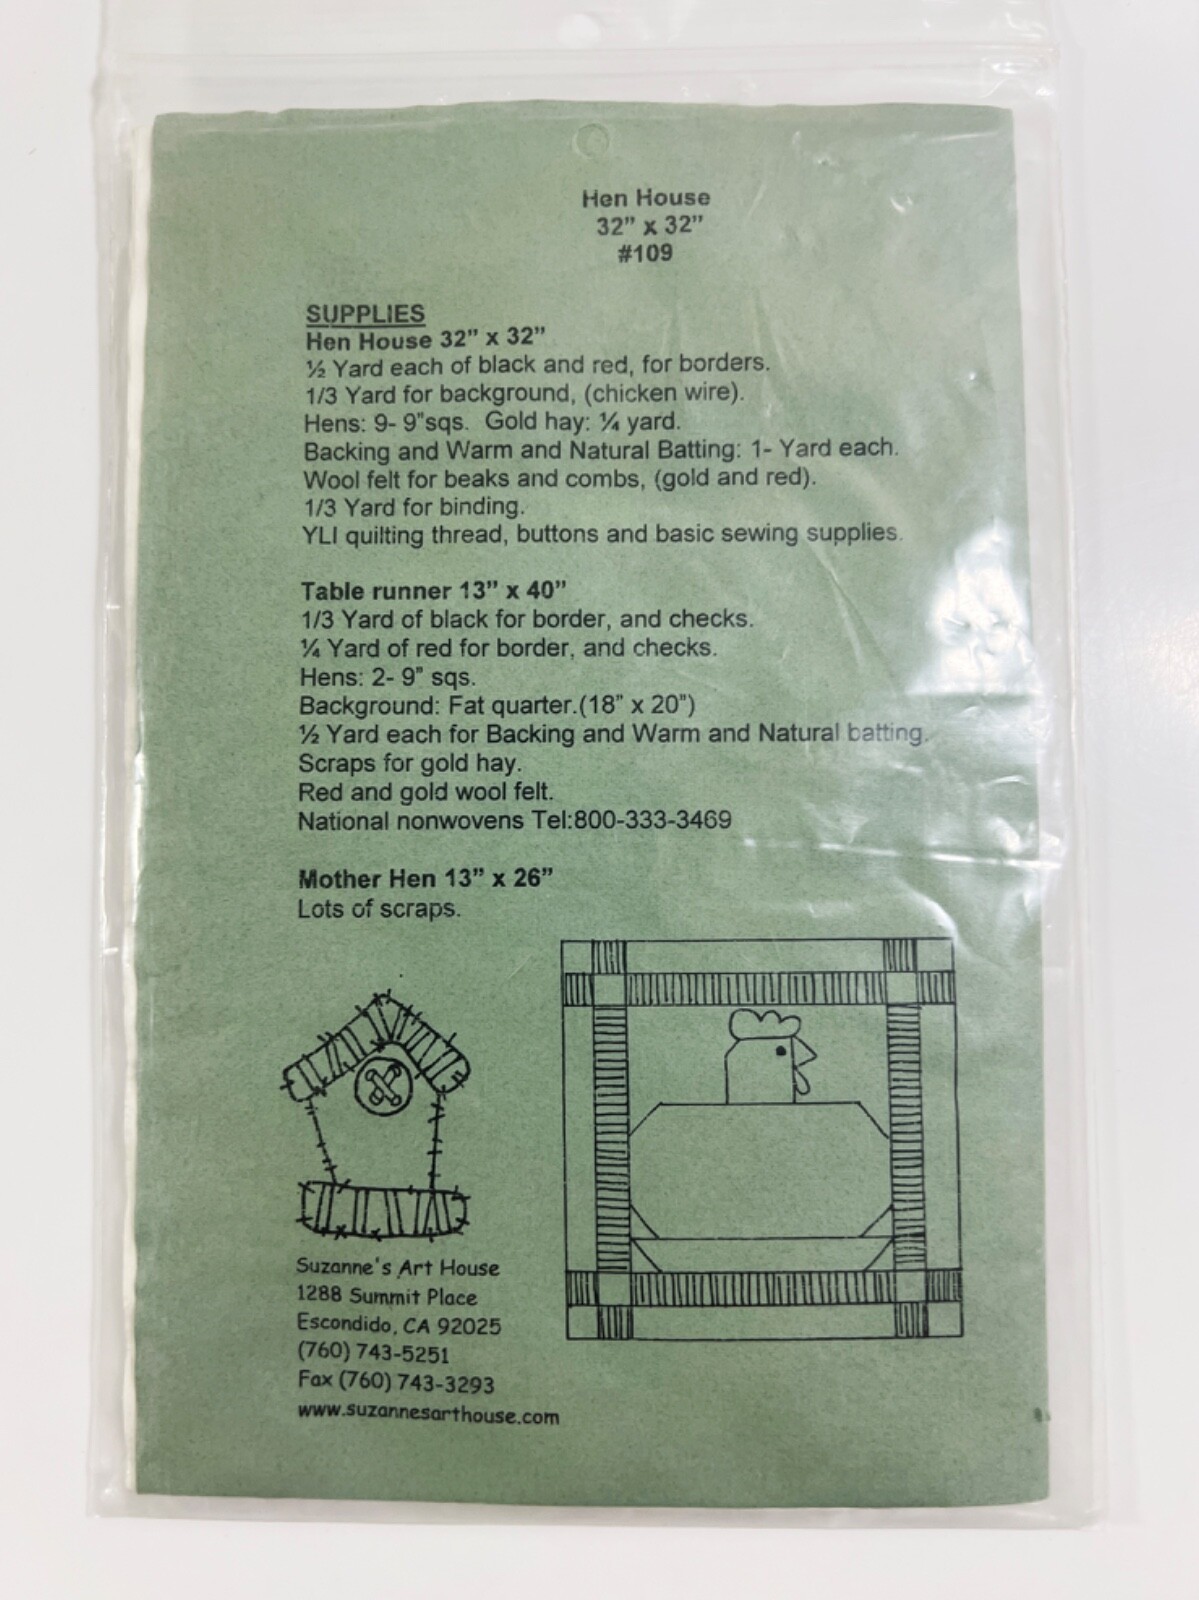 Hen House
32” x 32”
#109
SUPPLIES
Hen House 32” x 32”
½ Yard each of black and red, for borders.
1/3 Yard for background, (chicken wire).
Hens: 9- 9”sqs. Gold hay: ¼ yard.
Backing and Warm and Natural Batting: 1- Yard each.
Wool felt for beaks and combs, (gold and red).
1/3 Yard for binding.
YLI quilting thread, buttons and basic sewing supplies.
Table runner 13” x 40”
1/3 Yard of black for border, and checks.
¼ Yard of red for border, and checks.
Hens: 2- 9” sqs.
Background: Fat quarter.(18” x 20”)
½ Yard each for Backing and Warm and Natural batting.
Scraps for gold hay.
Red and gold wool felt.
National nonwovens Tel:800-333-3469
Mother Hen 13” x 26”
Lots of scraps.
Suzanne's Art House
1288 Summit Place
Escondido, CA 92025
(760) 743-5251
Fax (760) 743-3293
www.suzannesarthouse.com